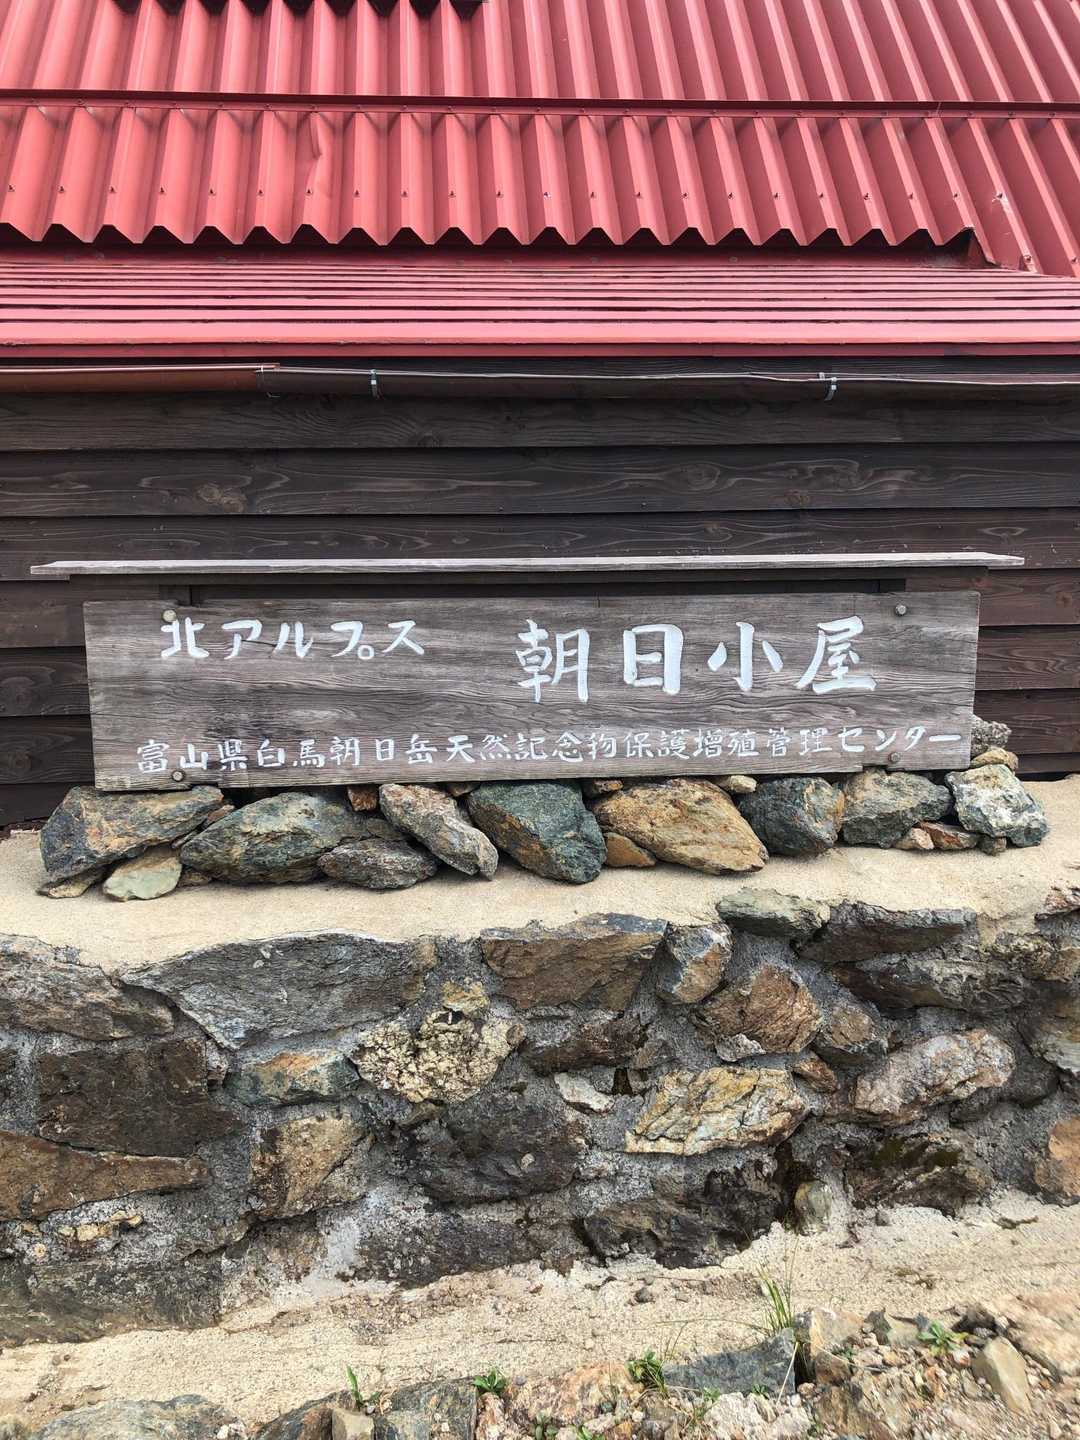 北アルプス 朝日小屋
富山県白馬朝日岳天然記念物保護増殖管理センター